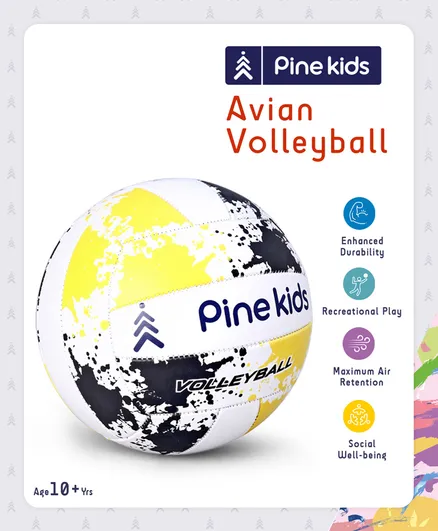 Pine kids
Avian
Volleyball
Enhanced
Durability
Recreational Play
Maximum Air
Retention
Social
Well-being
Pine kids
VOLLEYBALL
Age 10+ Yrs